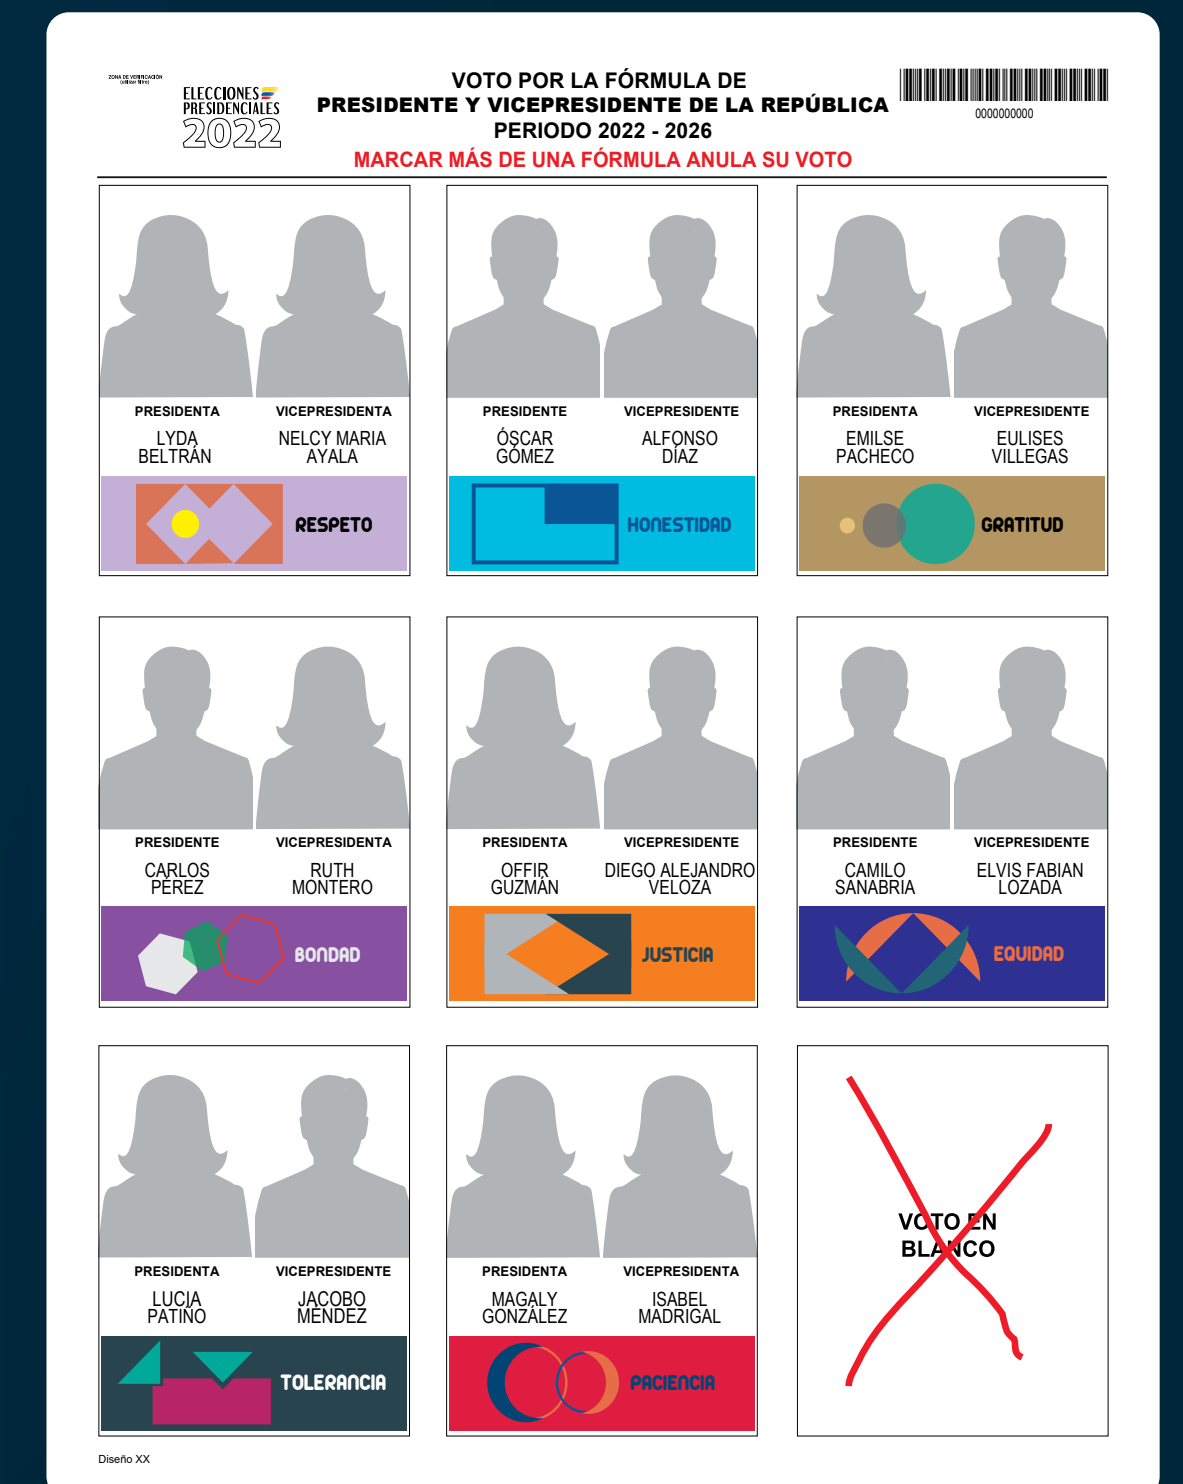 ZONA DE VERIFICACIÓN
(utilizar filtro)
ELECCIONES
PRESIDENCIALES
2022
VOTO POR LA FÓRMULA DE
PRESIDENTE Y VICEPRESIDENTE DE LA REPÚBLICA
PERIODO 2022 - 2026
MARCAR MÁS DE UNA FÓRMULA ANULA SU VOTO
0000000000
PRESIDENTA
LYDA
BELTRÁN
VICEPRESIDENTA
NELCY MARIA
AYALA
RESPETO
PRESIDENTE
ÓSCAR
GÓMEZ
VICEPRESIDENTE
ALFONSO
DÍAZ
HONESTIDAD
PRESIDENTA
EMILSE
PACHECO
VICEPRESIDENTE
EULISES
VILLEGAS
GRATITUD
PRESIDENTE
CARLOS
PÉREZ
VICEPRESIDENTA
RUTH
MONTERO
BONDAD
PRESIDENTA
OFFIR
GUZMÁN
VICEPRESIDENTE
DIEGO ALEJANDRO
VELOZA
JUSTICIA
PRESIDENTE
CAMILO
SANABRIA
VICEPRESIDENTE
ELVIS FABIAN
LOZADA
EQUIDAD
PRESIDENTA
LUCIA
PATIÑO
VICEPRESIDENTE
JACOBO
MENDEZ
TOLERANCIA
PRESIDENTA
MAGALY
GONZÁLEZ
VICEPRESIDENTA
ISABEL
MADRIGAL
PACIENCIA
VOTO EN
BLANCO
Diseño XX